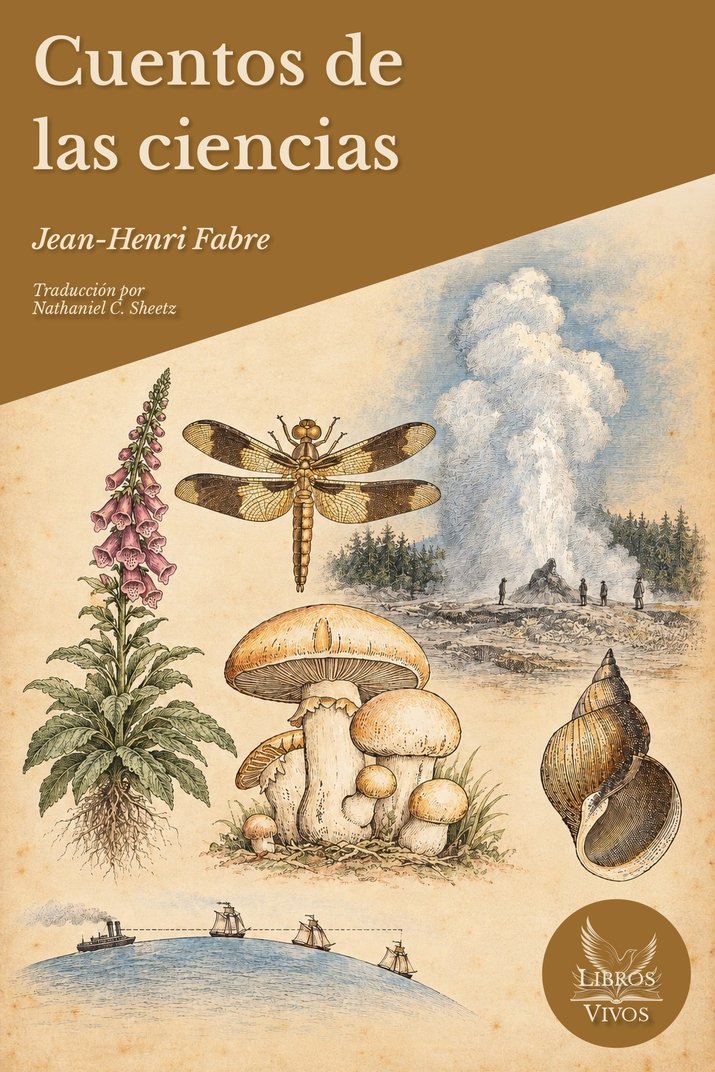 Cuentos de
las ciencias
Jean-Henri Fabre
Traducción por
Nathaniel C. Sheetz
LIBROS
VIVOS